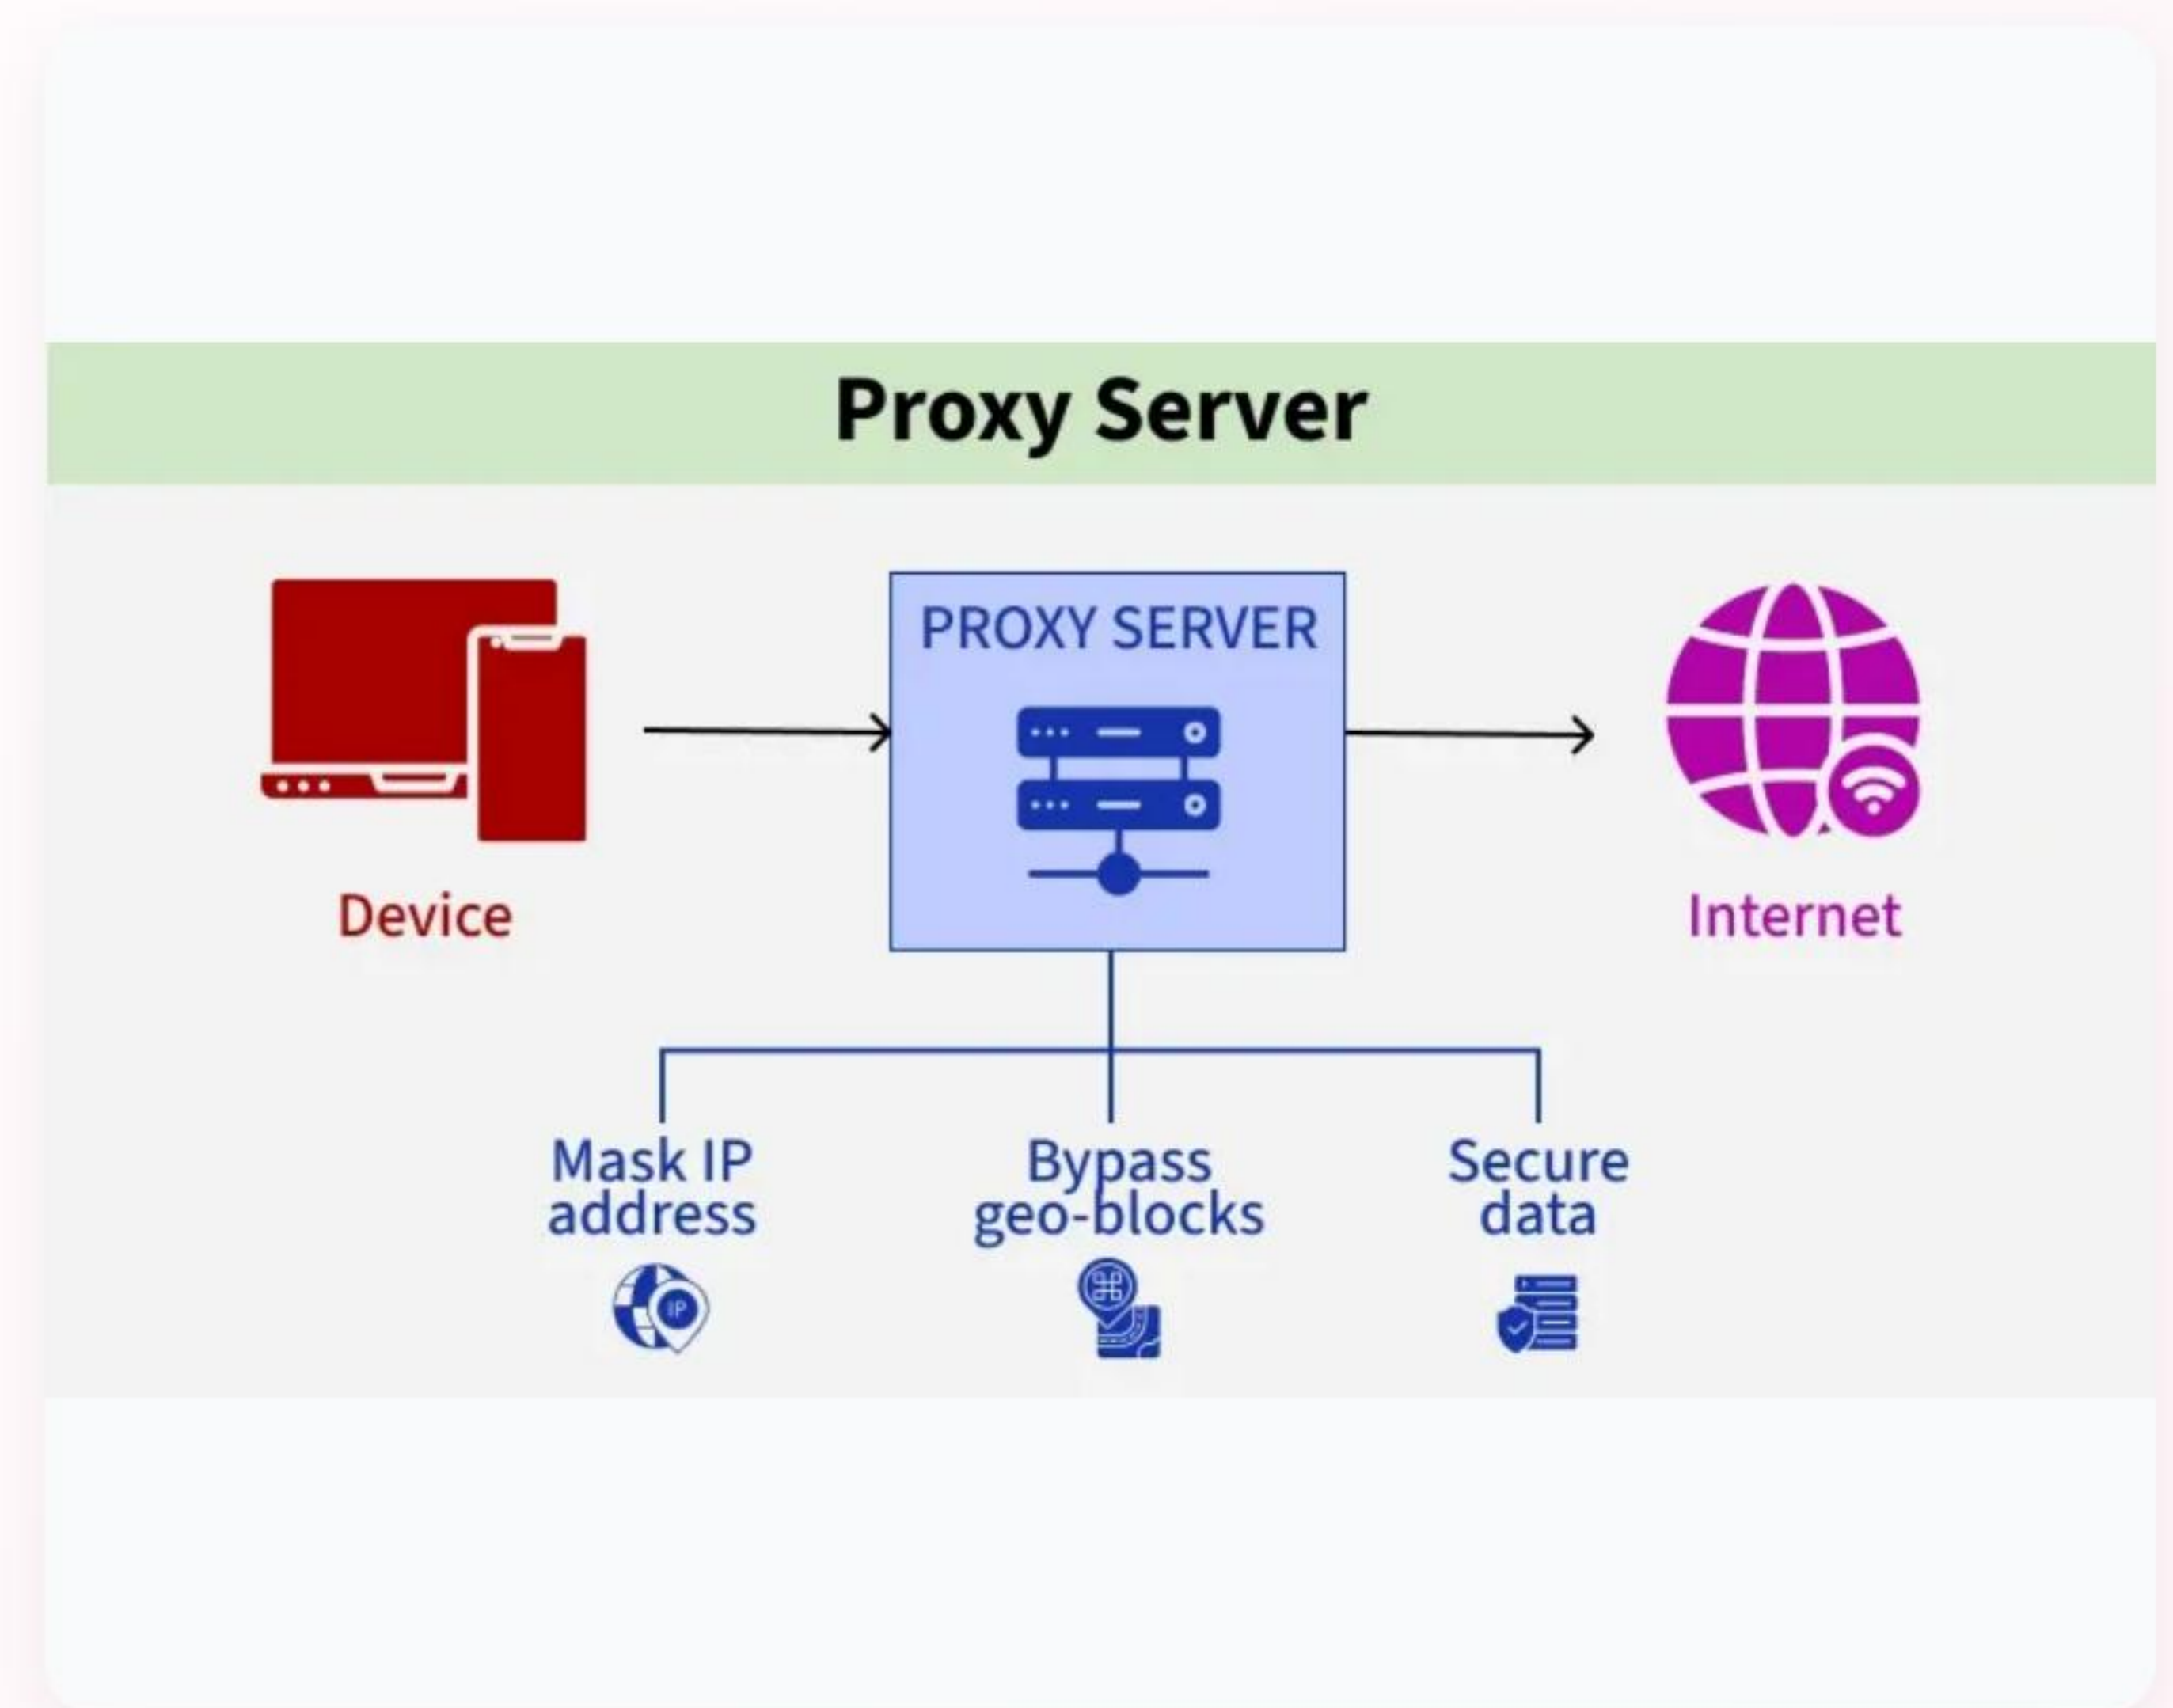 Proxy Server
PROXY SERVER
Device
Internet
Mask IP
address
Bypass
geo-blocks
Secure
data
IP